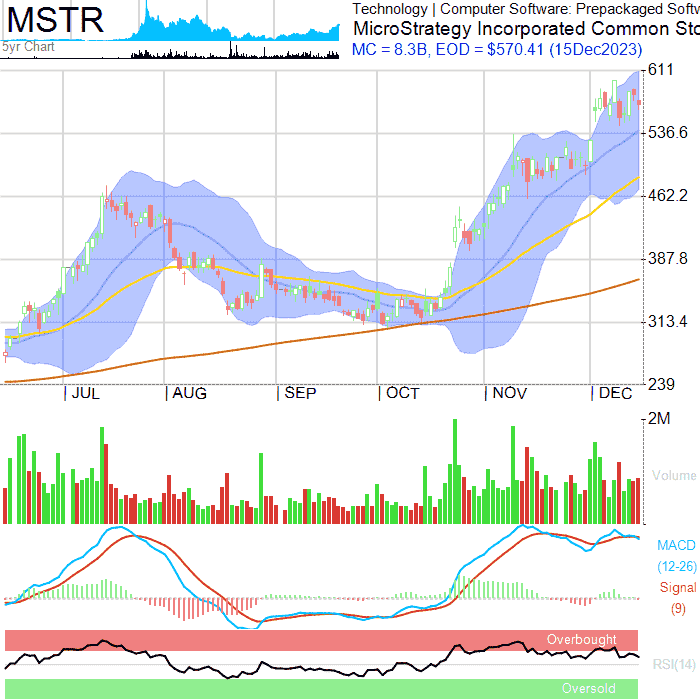 MSTR
5yr Chart
Technology | Computer Software: Prepackaged Softw
MicroStrategy Incorporated Common Sto
MC = 8.3B, EOD = $570.41 (15Dec2023)
611
536.6
462.2
387.8
313.4
239
JUL AUG SEP OCT NOV DEC
2M
Volume
MACD
(12-26)
Signal
(9)
Overbought
RSI(14)
Oversold